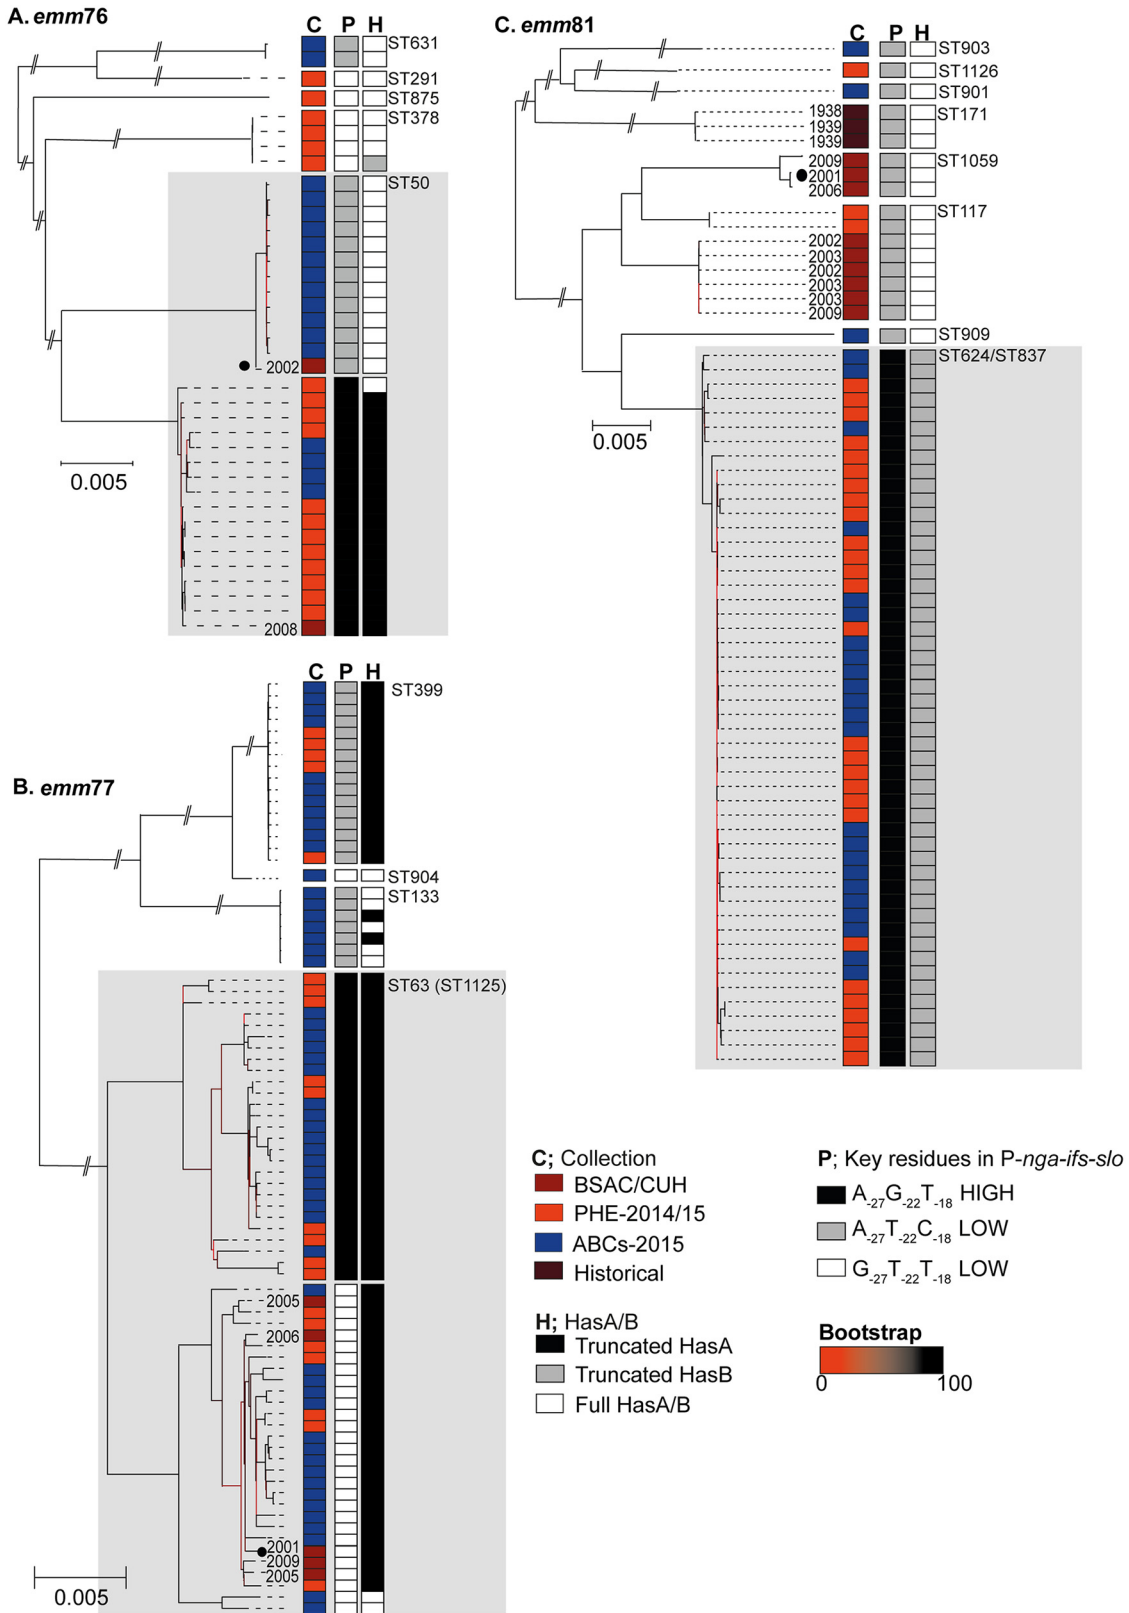 A. emm76
C P H
ST631
ST291
ST875
ST378
ST50
2002
2008
0.005
B. emm77
C P H
ST399
ST904
ST133
ST63 (ST1125)
2005
2006
2001
2009
2005
0.005
C. emm81
C P H
ST903
ST1126
ST901
1938
ST171
1939
1939
2009
ST1059
2001
2006
ST117
2002
2003
2002
2003
2003
2009
ST909
ST624/ST837
0.005
C; Collection
BSAC/CUH
PHE-2014/15
ABCs-2015
Historical
H; HasA/B
Truncated HasA
Truncated HasB
Full HasA/B
P; Key residues in P-nga-ifs-slo
A-27G-22T-18 HIGH
A-27T-22C-18 LOW
G-27T-22T-18 LOW
Bootstrap
0 100